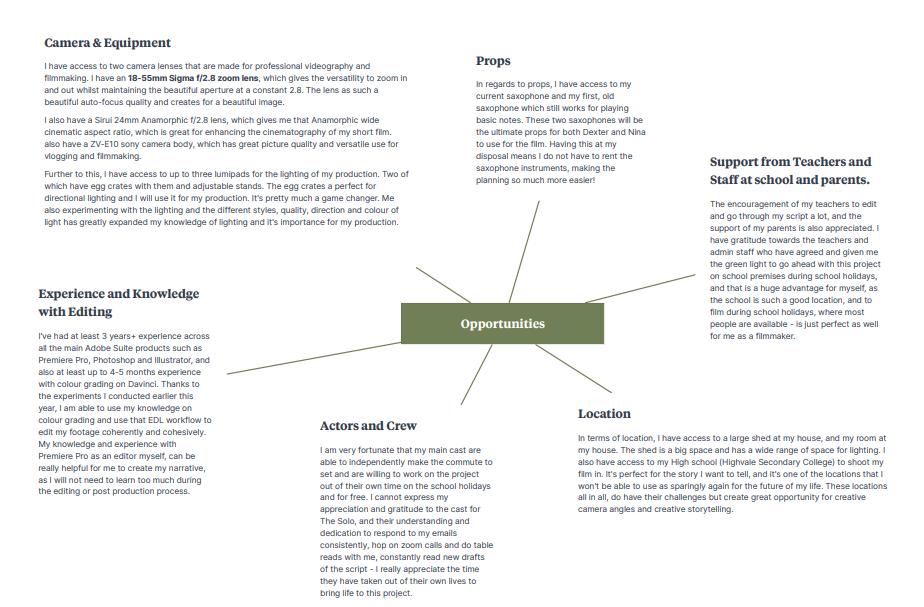 Camera & Equipment
I have access to two camera lenses that are made for professional videography and
filmmaking. I have an 18-55mm Sigma f/2.8 zoom lens, which gives the versatility to zoom in
and out whilst maintaining the beautiful aperture at a constant 2.8. The lens as such a
beautiful auto-focus quality and creates for a beautiful image.
I also have a Sirui 24mm Anamorphic f/2.8 lens, which gives me that Anamorphic wide
cinematic aspect ratio, which is great for enhancing the cinematography of my short film.
also have a ZV-E10 sony camera body, which has great picture quality and versatile use for
vlogging and filmmaking.
Further to this, I have access to up to three lumipads for the lighting of my production. Two of
which have egg crates with them and adjustable stands. The egg crates a perfect for
directional lighting and I will use it for my production. It's pretty much a game changer. Me
also experimenting with the lighting and the different styles, quality, direction and colour of
light has greatly expanded my knowledge of lighting and it's importance for my production.
Props
In regards to props, I have access to my
current saxophone and my first, old
saxophone which still works for playing
basic notes. These two saxophones will be
the ultimate props for both Dexter and Nina
to use for the film. Having this at my
disposal means I do not have to rent the
saxophone instruments, making the
planning so much more easier!
Support from Teachers and
Staff at school and parents.
The encouragement of my teachers to edit
and go through my script a lot, and the
support of my parents is also appreciated. I
have gratitude towards the teachers and
admin staff who have agreed and given me
the green light to go ahead with this project
on school premises during school holidays,
and that is a huge advantage for myself, as
the school is such a good location, and to
film during school holidays, where most
people are available - is just perfect as well
for me as a filmmaker.
Experience and Knowledge
with Editing
I've had at least 3 years+ experience across
all the main Adobe Suite products such as
Premiere Pro, Photoshop and Illustrator, and
also at least up to 4-5 months experience
with colour grading on Davinci. Thanks to
the experiments I conducted earlier this
year, I am able to use my knowledge on
colour grading and use that EDL workflow to
edit my footage coherently and cohesively.
My knowledge and experience with
Premiere Pro as an editor myself, can be
really helpful for me to create my narrative,
as I will not need to learn too much during
the editing or post production process.
Opportunities
Actors and Crew
I am very fortunate that my main cast are
able to independently make the commute to
set and are willing to work on the project
out of their own time on the school holidays
and for free. I cannot express my
appreciation and gratitude to the cast for
The Solo, and their understanding and
dedication to respond to my emails
consistently, hop on zoom calls and do table
reads with me, constantly read new drafts
of the script - I really appreciate the time
they have taken out of their own lives to
bring life to this project.
Location
In terms of location, I have access to a large shed at my house, and my room at
my house. The shed is a big space and has a wide range of space for lighting. I
also have access to my High school (Highvale Secondary College) to shoot my
film in. It's perfect for the story I want to tell, and it's one of the locations that I
won't be able to use as sparingly again for the future of my life. These locations
all in all, do have their challenges but create great opportunity for creative
camera angles and creative storytelling.